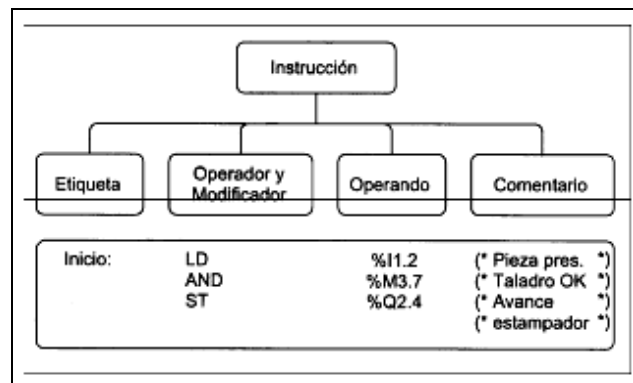 Instrucción
Etiqueta Operador y Modificador Operando Comentario
Inicio: LD %I1.2 (* Pieza pres. *)
AND %M3.7 (* Taladro OK *)
ST %Q2.4 (* Avance *)
(* estampador *)